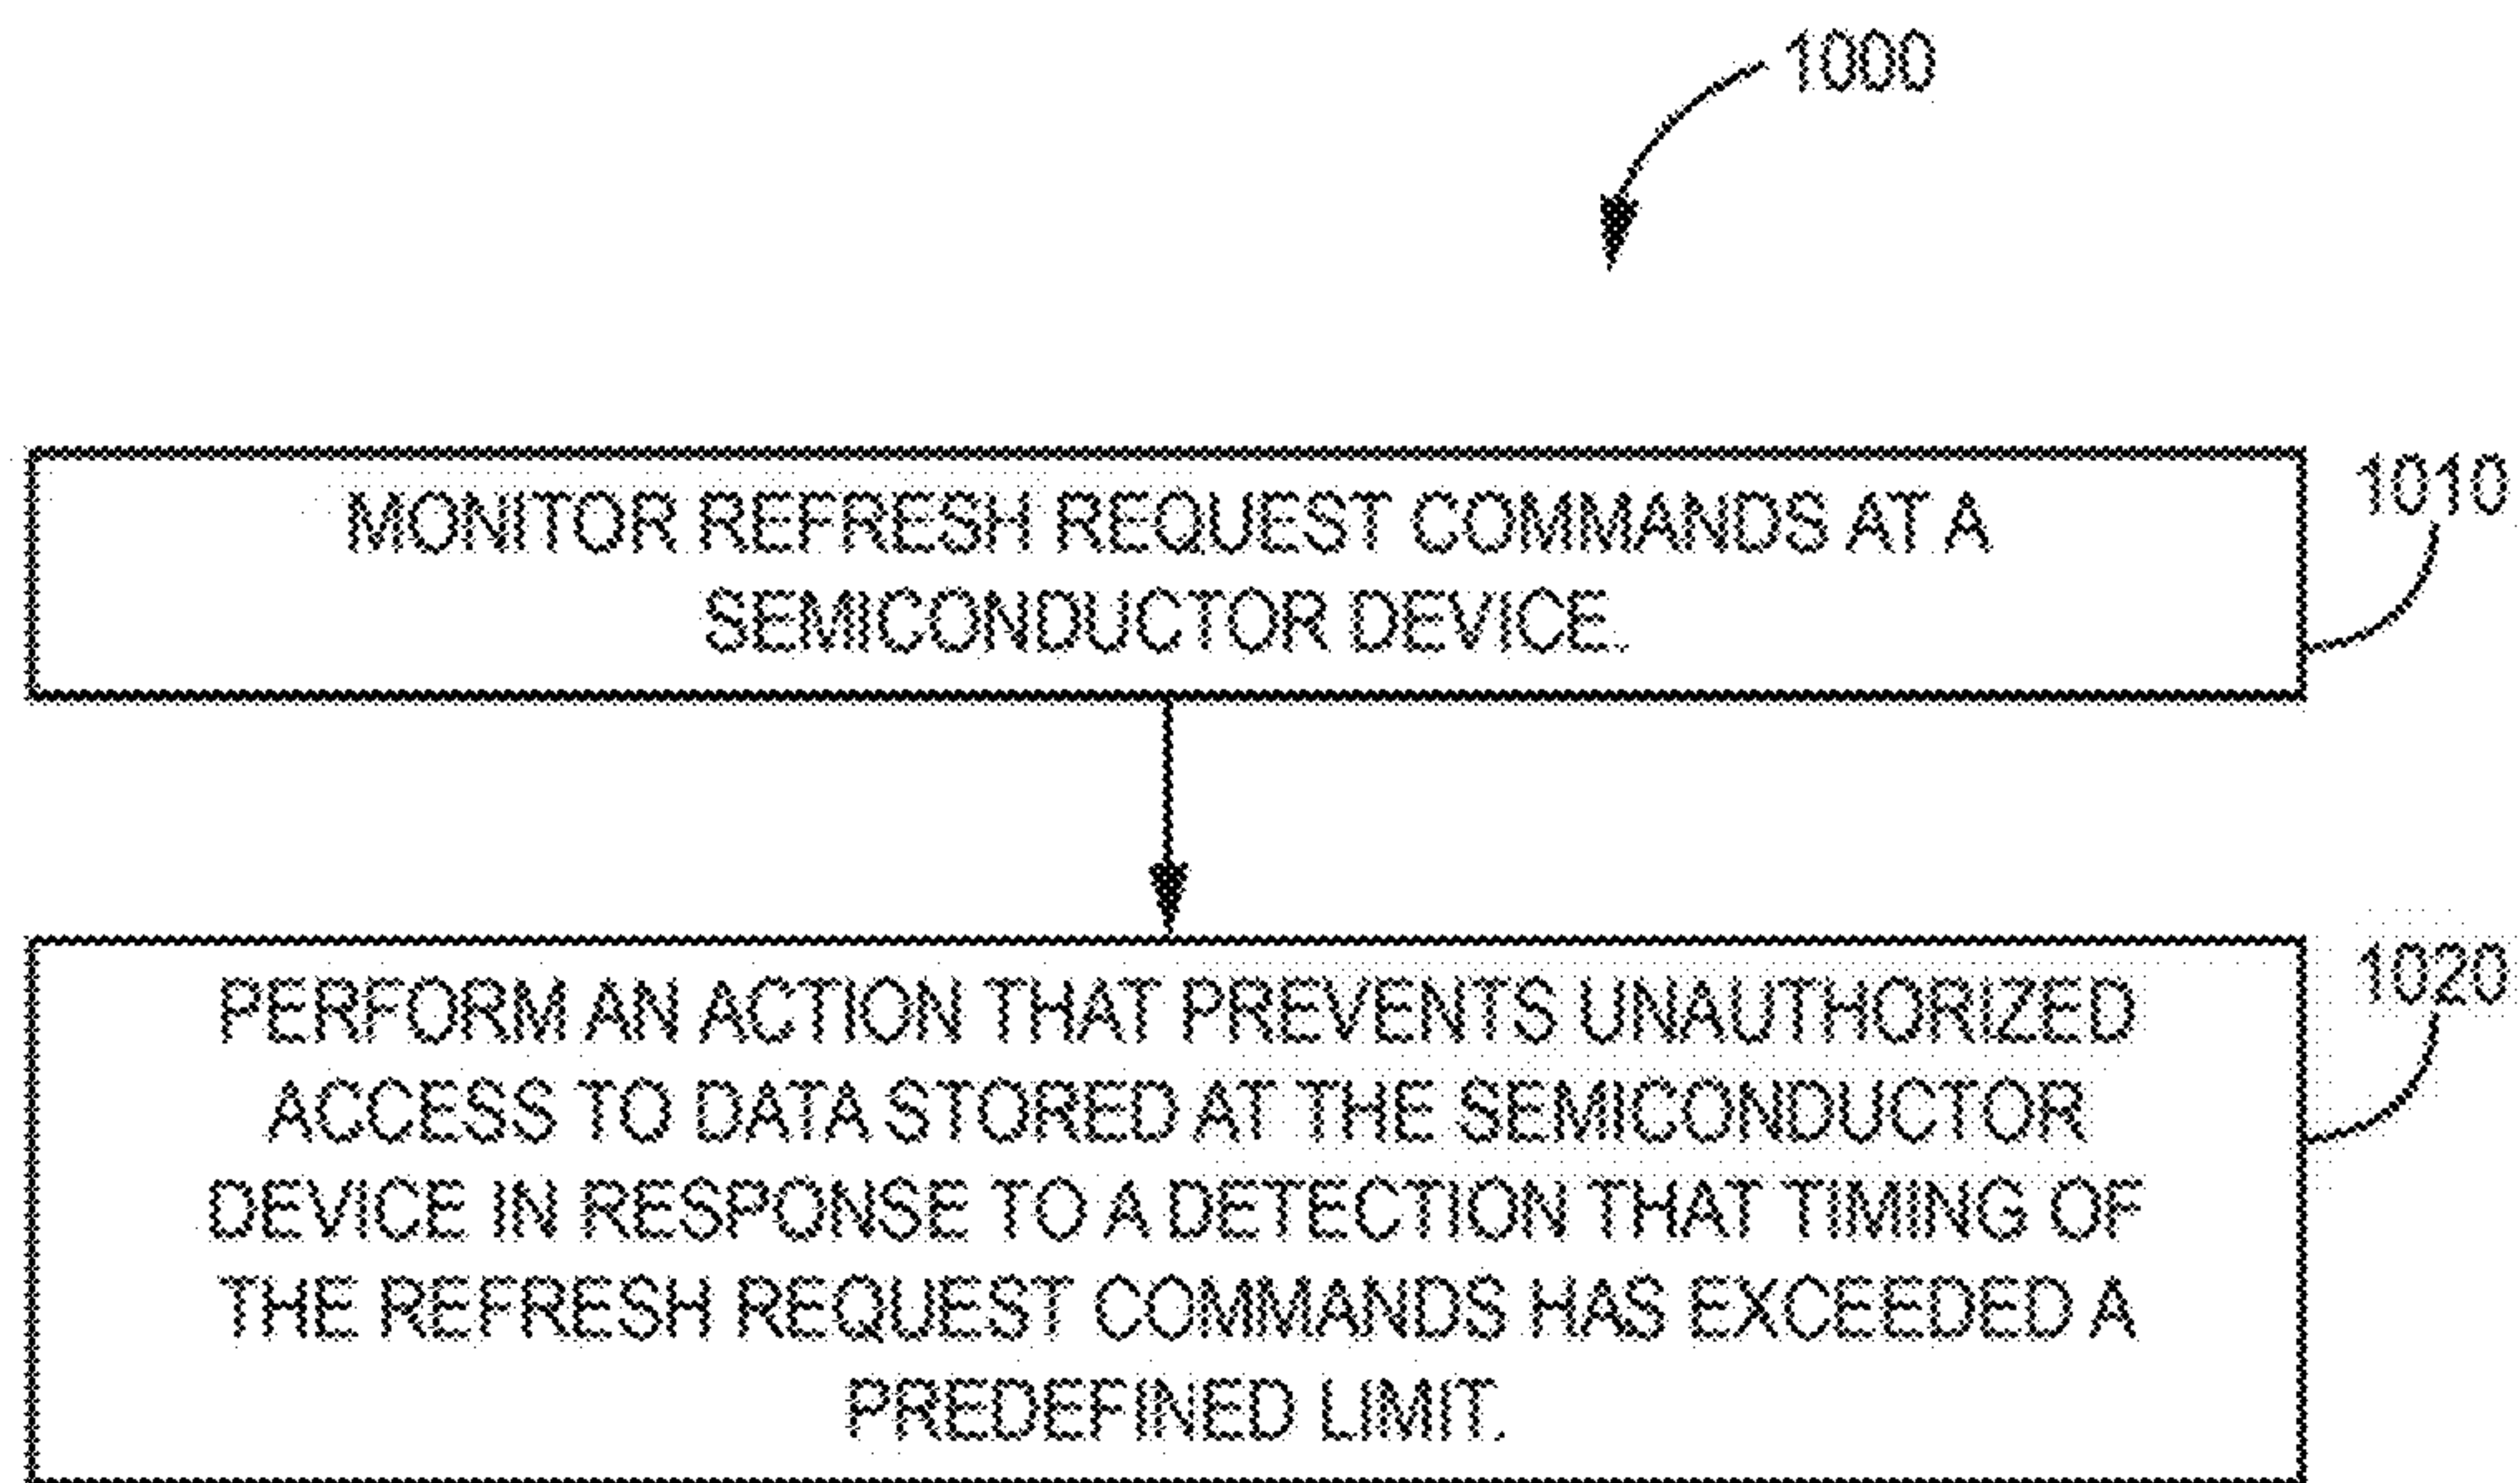 1000
MONITOR REFRESH REQUEST COMMANDS AT A
SEMICONDUCTOR DEVICE.
1010
PERFORM AN ACTION THAT PREVENTS UNAUTHORIZED
ACCESS TO DATA STORED AT THE SEMICONDUCTOR
DEVICE IN RESPONSE TO A DETECTION THAT TIMING OF
THE REFRESH REQUEST COMMANDS HAS EXCEEDED A
PREDEFINED LIMIT.
1020